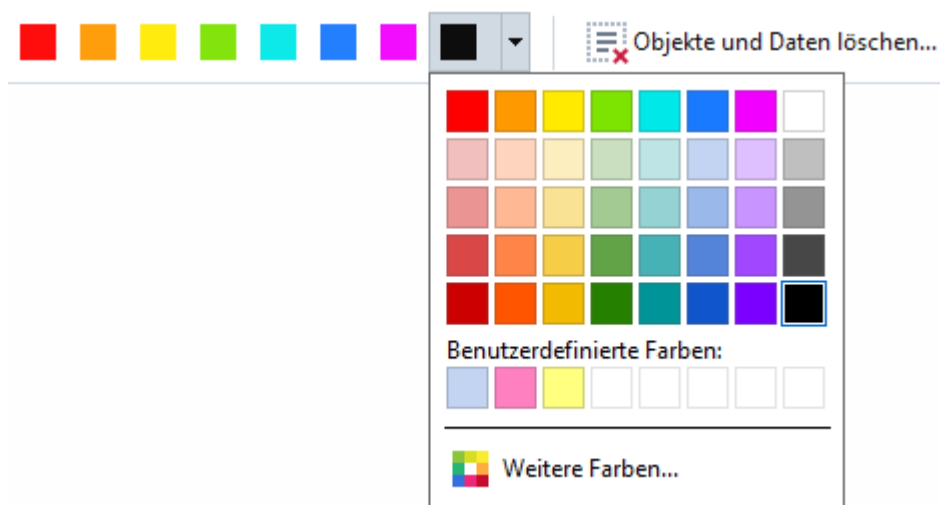 Objekte und Daten löschen...
Benutzerdefinierte Farben:
Weitere Farben...